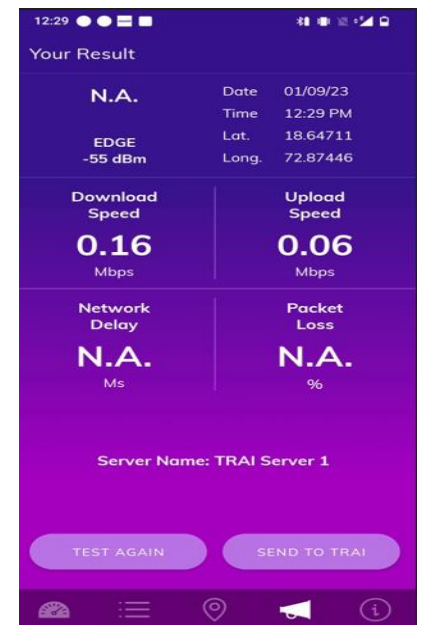 12:29
Your Result
N.A.
EDGE
-55 dBm
Date 01/09/23
Time 12:29 PM
Lat. 18.64711
Long. 72.87446
Download
Speed
0.16
Mbps
Upload
Speed
0.06
Mbps
Network
Delay
N.A.
Ms
Packet
Loss
N.A.
%
Server Name: TRAI Server 1
TEST AGAIN
SEND TO TRAI